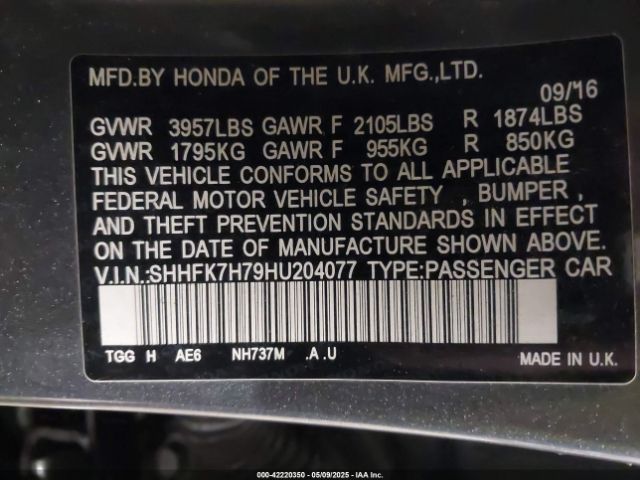 MFD.BY HONDA OF THE U.K. MFG.,LTD.
09/16
GVWR 3957LBS GAWR F 2105LBS R 1874LBS
GVWR 1795KG GAWR F 955KG R 850KG
THIS VEHICLE CONFORMS TO ALL APPLICABLE
FEDERAL MOTOR VEHICLE SAFETY , BUMPER ,
AND THEFT PREVENTION STANDARDS IN EFFECT
ON THE DATE OF MANUFACTURE SHOWN ABOVE.
V.I.N.:SHHFK7H79HU204077 TYPE:PASSENGER CAR
TGG H AE6 NH737M .A .U MADE IN U.K.
000-42220350 - 05/09/2025 - IAA Inc.